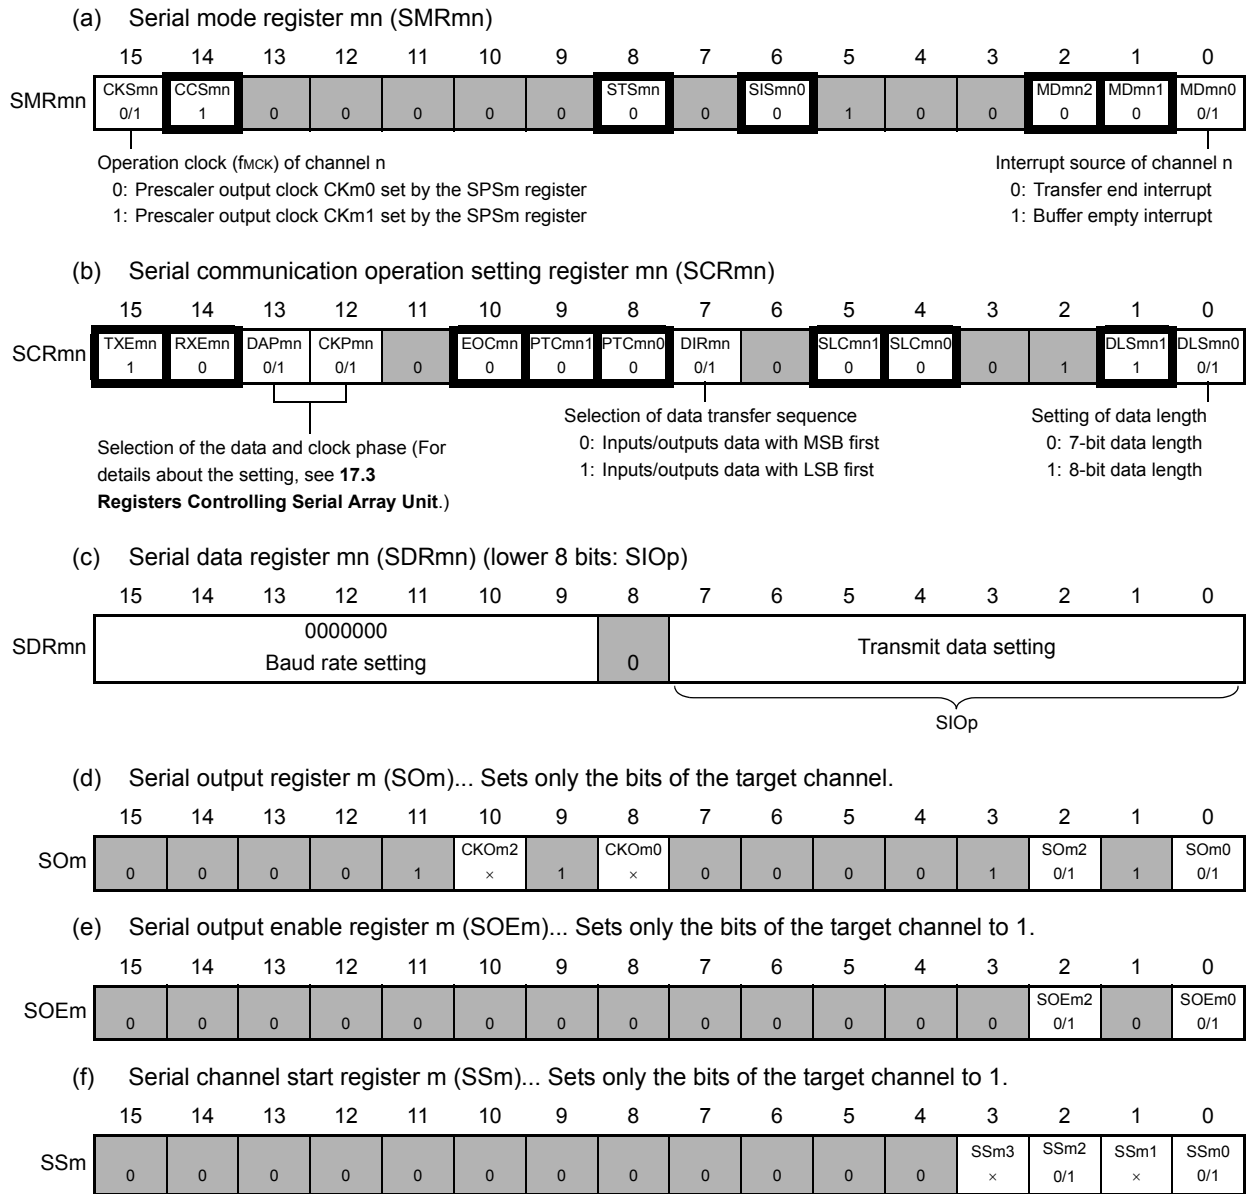 (a) Serial mode register mn (SMRmn)
15 14 13 12 11 10 9 8 7 6 5 4 3 2 1 0
SMRmn
CKSmn CCSmn STSmn SISmn0 MDmn2 MDmn1 MDmn0
0/1 1 0 0 0 0 0 0 0 0 1 0 0 0 0 0/1
Operation clock (fMCK) of channel n
0: Prescaler output clock CKm0 set by the SPSm register
1: Prescaler output clock CKm1 set by the SPSm register
Interrupt source of channel n
0: Transfer end interrupt
1: Buffer empty interrupt
(b) Serial communication operation setting register mn (SCRmn)
15 14 13 12 11 10 9 8 7 6 5 4 3 2 1 0
SCRmn
TXEmn RXEmn DAPmn CKPmn EOCmn PTCmn1 PTCmn0 DIRmn SLCmn1 SLCmn0 DLSmn1 DLSmn0
1 0 0/1 0/1 0 0 0 0 0/1 0 0 0 0 1 1 0/1
Selection of the data and clock phase (For
details about the setting, see 17.3
Registers Controlling Serial Array Unit.)
Selection of data transfer sequence
0: Inputs/outputs data with MSB first
1: Inputs/outputs data with LSB first
Setting of data length
0: 7-bit data length
1: 8-bit data length
(c) Serial data register mn (SDRmn) (lower 8 bits: SIOp)
15 14 13 12 11 10 9 8 7 6 5 4 3 2 1 0
SDRmn
0000000
Baud rate setting
0
Transmit data setting
SIOp
(d) Serial output register m (SOm)... Sets only the bits of the target channel.
15 14 13 12 11 10 9 8 7 6 5 4 3 2 1 0
SOm
CKOm2 CKOm0 SOm2 SOm0
0 0 0 0 1 × 1 × 0 0 0 0 1 0/1 1 0/1
(e) Serial output enable register m (SOEm)... Sets only the bits of the target channel to 1.
15 14 13 12 11 10 9 8 7 6 5 4 3 2 1 0
SOEm
SOEm2 SOEm0
0 0 0 0 0 0 0 0 0 0 0 0 0 0/1 0 0/1
(f) Serial channel start register m (SSm)... Sets only the bits of the target channel to 1.
15 14 13 12 11 10 9 8 7 6 5 4 3 2 1 0
SSm
SSm3 SSm2 SSm1 SSm0
0 0 0 0 0 0 0 0 0 0 0 0 × 0/1 × 0/1